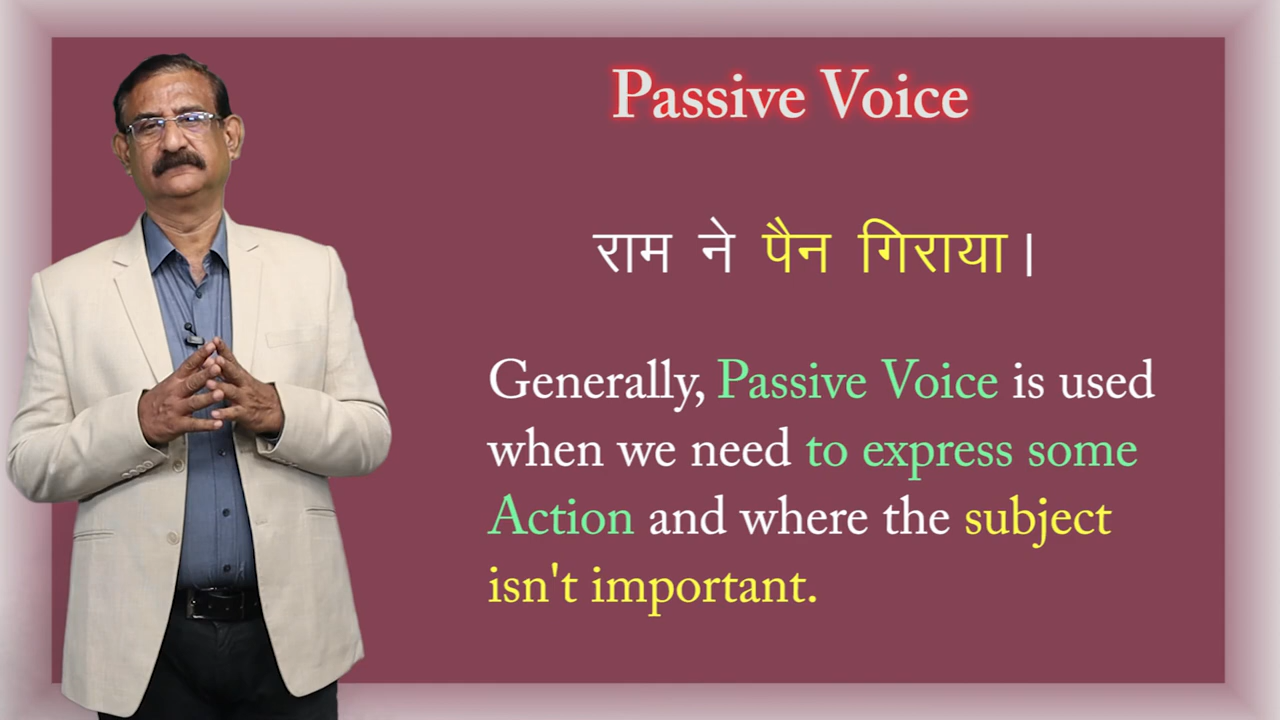 Passive Voice
राम ने पैन गिराया।
Generally, Passive Voice is used
when we need to express some
Action and where the subject
isn't important.